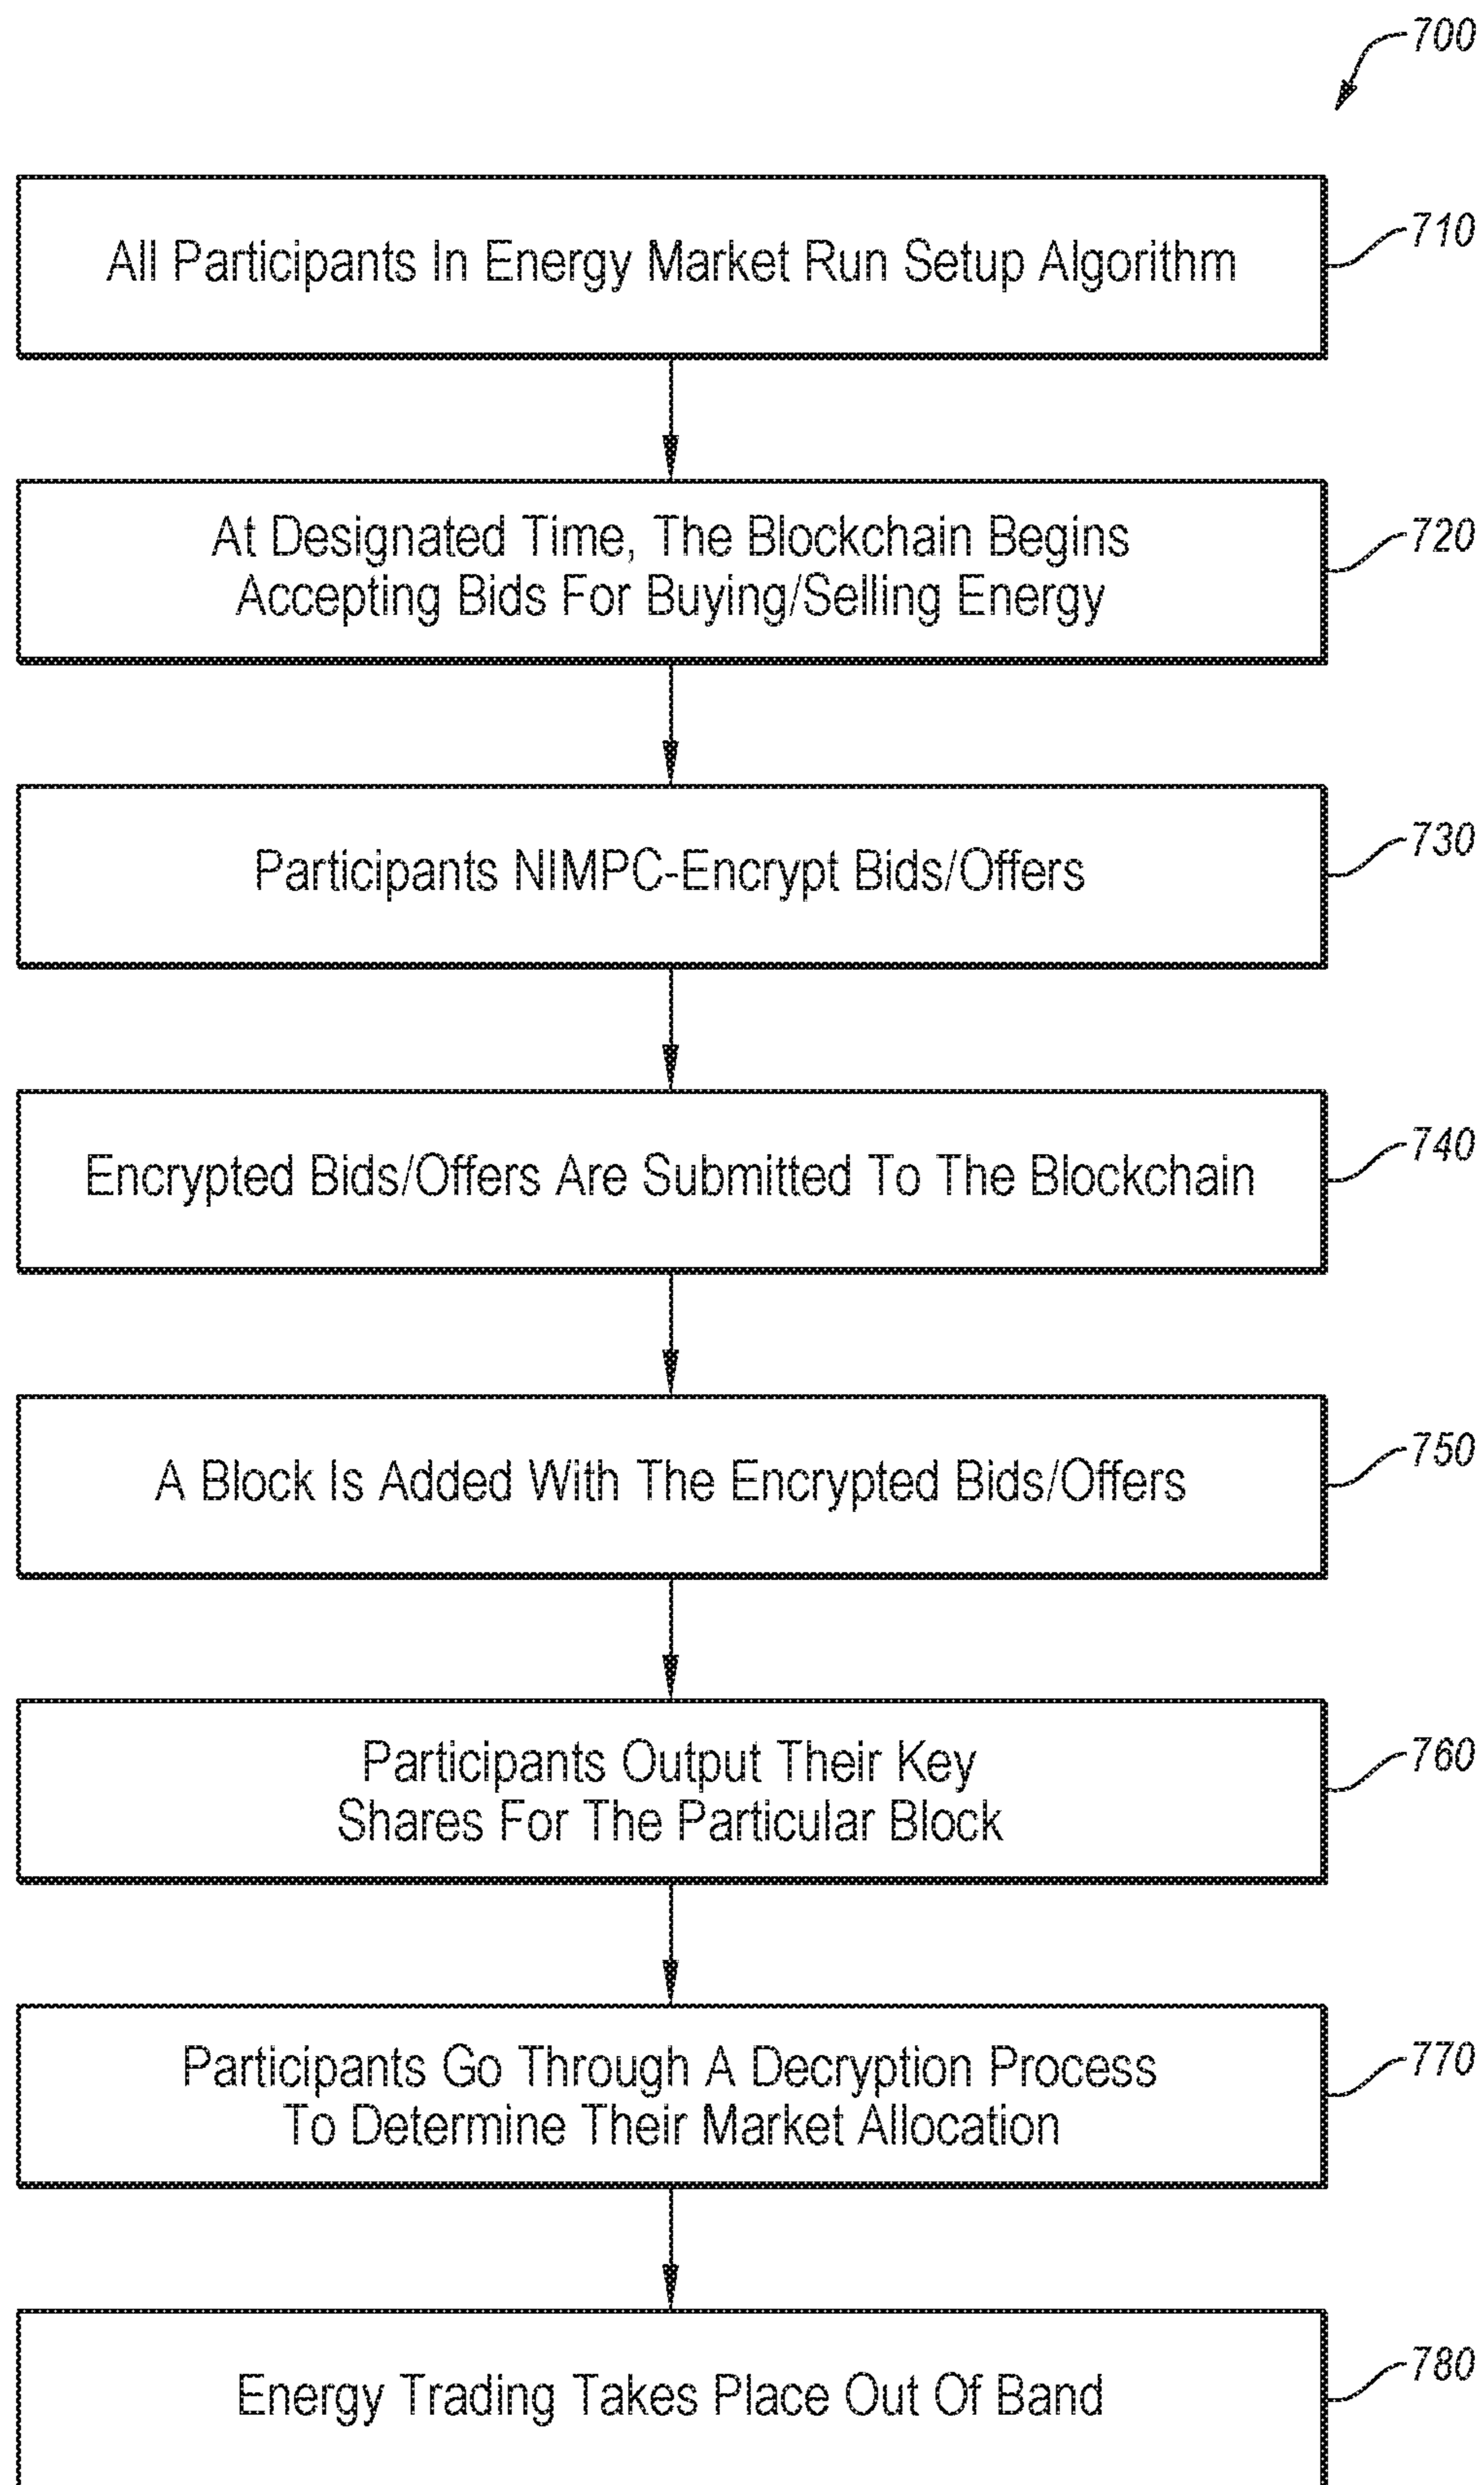 700
All Participants In Energy Market Run Setup Algorithm
710
At Designated Time, The Blockchain Begins
Accepting Bids For Buying/Selling Energy
720
Participants NIMPC-Encrypt Bids/Offers
730
Encrypted Bids/Offers Are Submitted To The Blockchain
740
A Block Is Added With The Encrypted Bids/Offers
750
Participants Output Their Key
Shares For The Particular Block
760
Participants Go Through A Decryption Process
To Determine Their Market Allocation
770
Energy Trading Takes Place Out Of Band
780